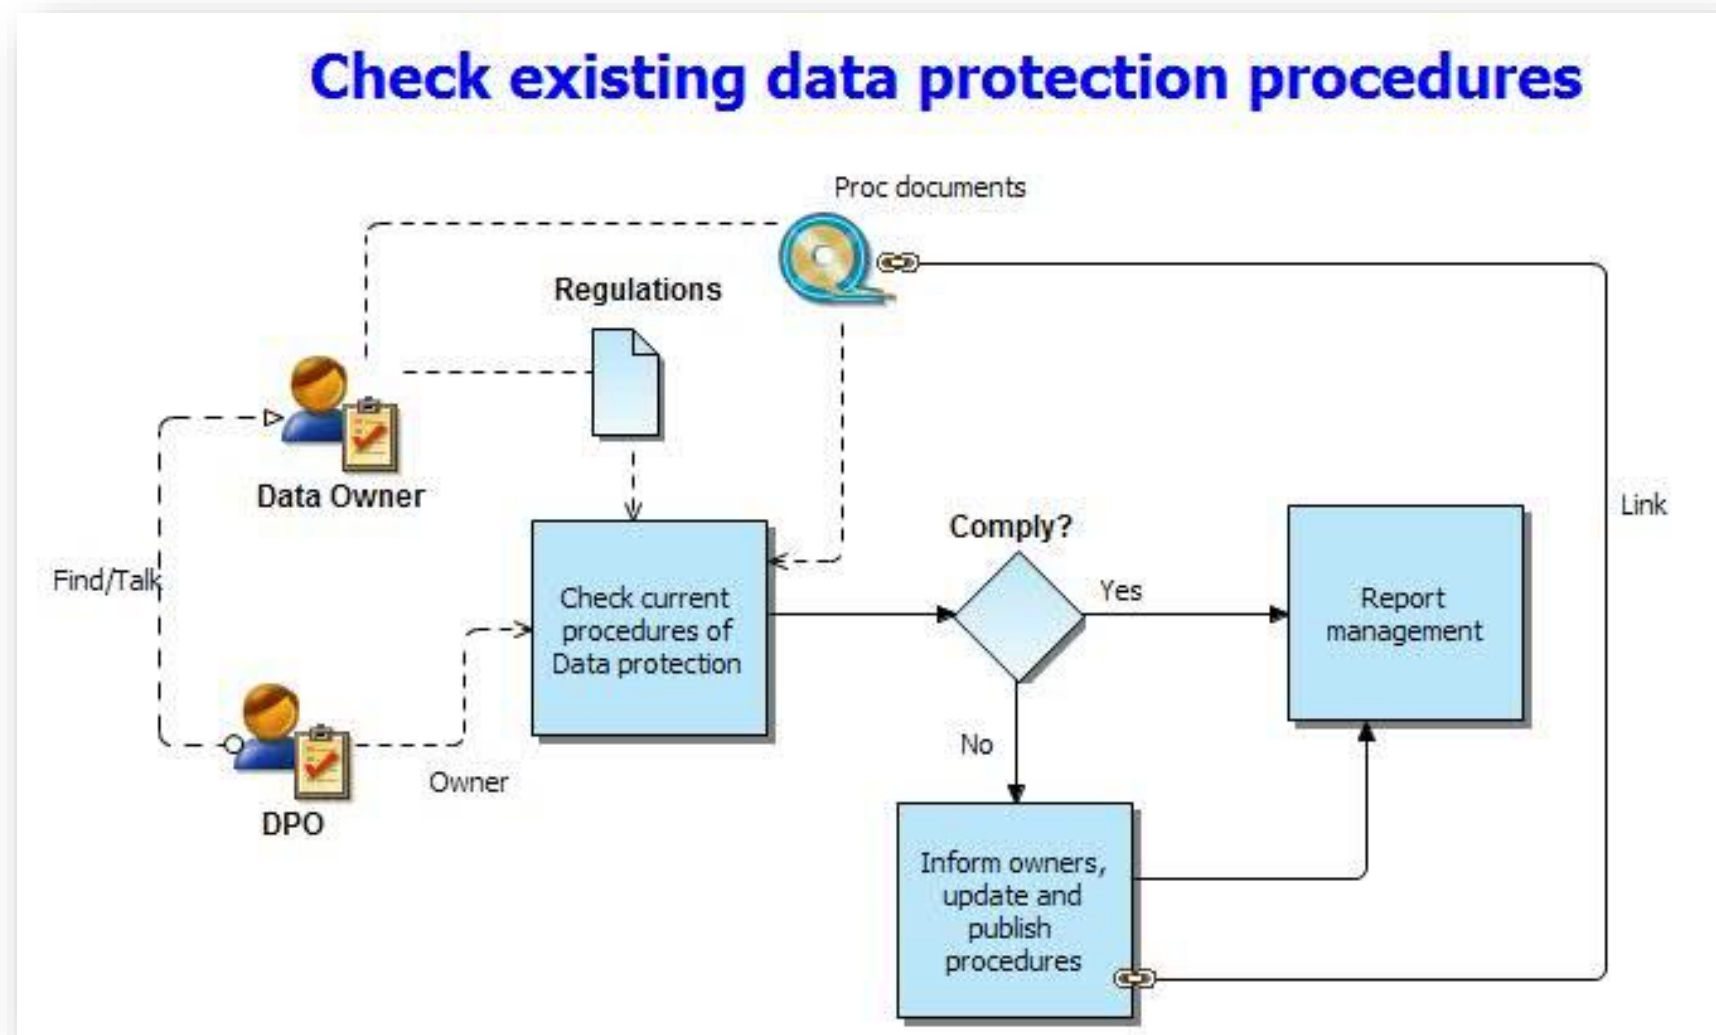 Check existing data protection procedures
Proc documents
Regulations
Data Owner
Link
Comply?
Find/Talk
Yes
Check current
procedures of
Data protection
Report
management
No
Owner
DPO
Inform owners,
update and
publish
procedures